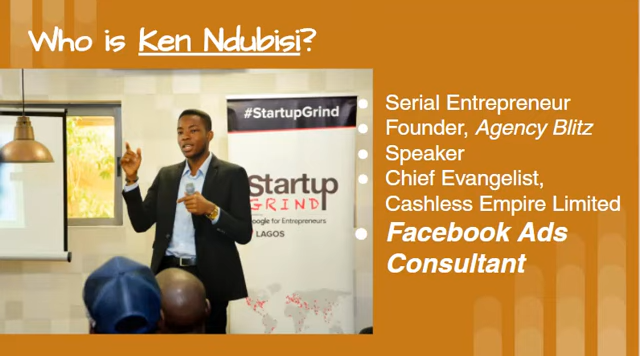 Who is Ken Ndubisi?
#StartupGrind
Startup
GRIND
Google for Entrepreneurs
LAGOS
Serial Entrepreneur
Founder, Agency Blitz
Speaker
Chief Evangelist,
Cashless Empire Limited
Facebook Ads
Consultant